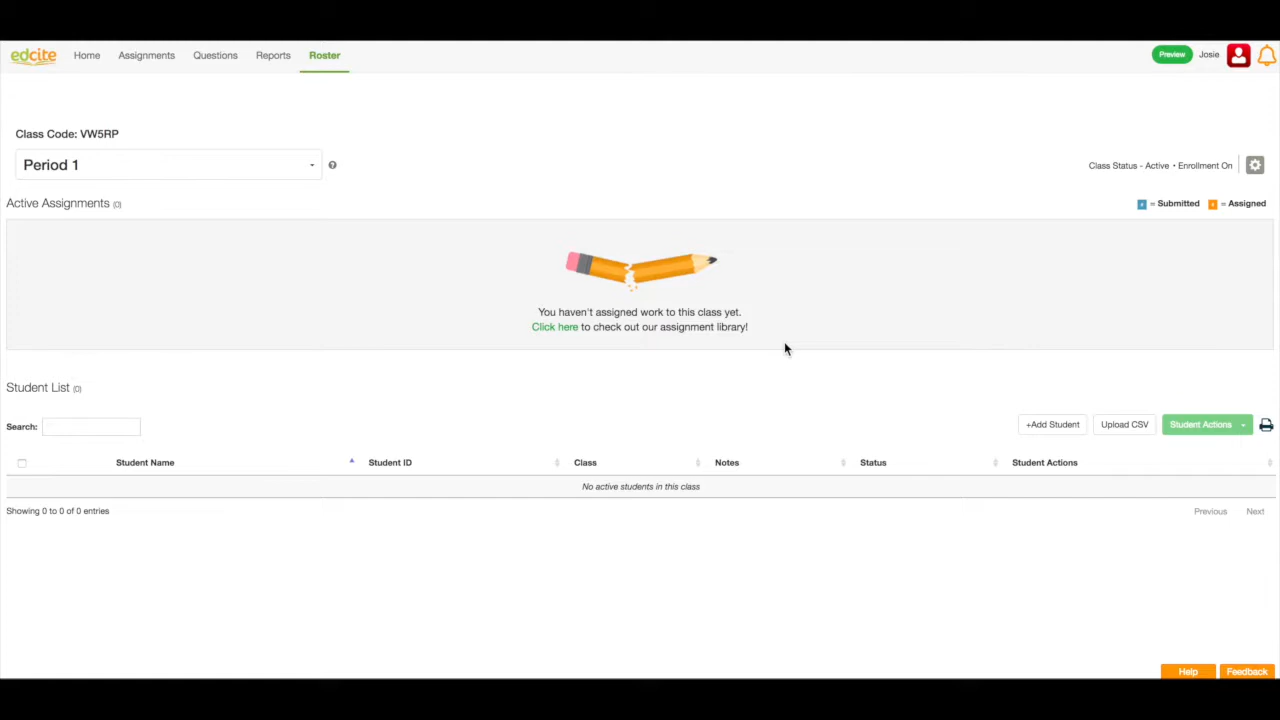 edcite Home Assignments Questions Reports Roster Preview Josie
Class Code: VW5RP
Period 1
Class Status - Active • Enrollment On
Active Assignments (0)
= Submitted = Assigned
You haven't assigned work to this class yet.
Click here to check out our assignment library!
Student List (0)
Search: +Add Student Upload CSV Student Actions
Student Name Student ID Class Notes Status Student Actions
No active students in this class
Showing 0 to 0 of 0 entries Previous Next
Help Feedback